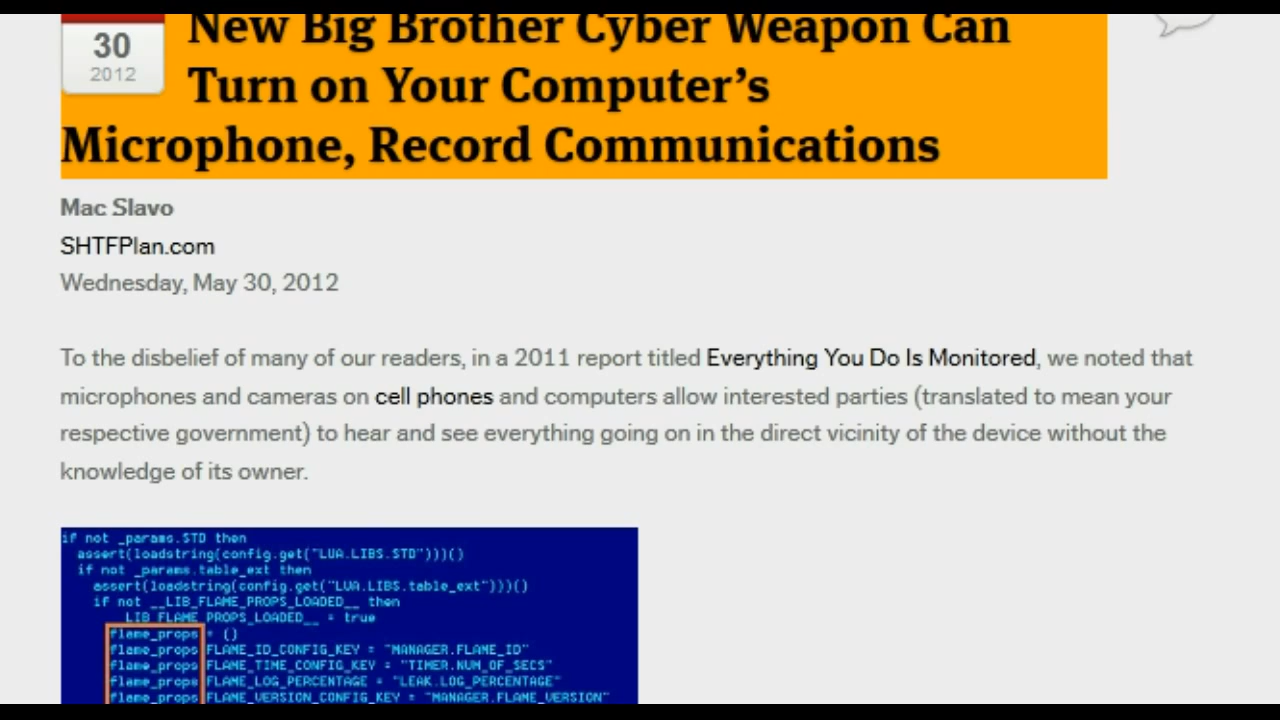 30
2012
New Big Brother Cyber Weapon Can
Turn on Your Computer's
Microphone, Record Communications
Mac Slavo
SHTFPlan.com
Wednesday, May 30, 2012
To the disbelief of many of our readers, in a 2011 report titled Everything You Do Is Monitored, we noted that
microphones and cameras on cell phones and computers allow interested parties (translated to mean your
respective government) to hear and see everything going on in the direct vicinity of the device without the
knowledge of its owner.
if not _params.STD then
assert(loadstring(config.get("LUA.LIBS.STD")))()
if not _params.table_ext then
assert(loadstring(config.get("LUA.LIBS.table_ext")))()
if not __LIB_FLAME_PROPS_LOADED__ then
LIB_FLAME_PROPS_LOADED__ = true
flame_props = {}
flame_props FLAME_ID_CONFIG_KEY = "MANAGER.FLAME_ID"
flame_props FLAME_TIME_CONFIG_KEY = "TIMER.NUM_OF_SECS"
flame_props FLAME_LOG_PERCENTAGE = "LEAK.LOG_PERCENTAGE"
flame_props FLAME_VERSION_CONFIG_KEY = "MANAGER.FLAME_VERSION"